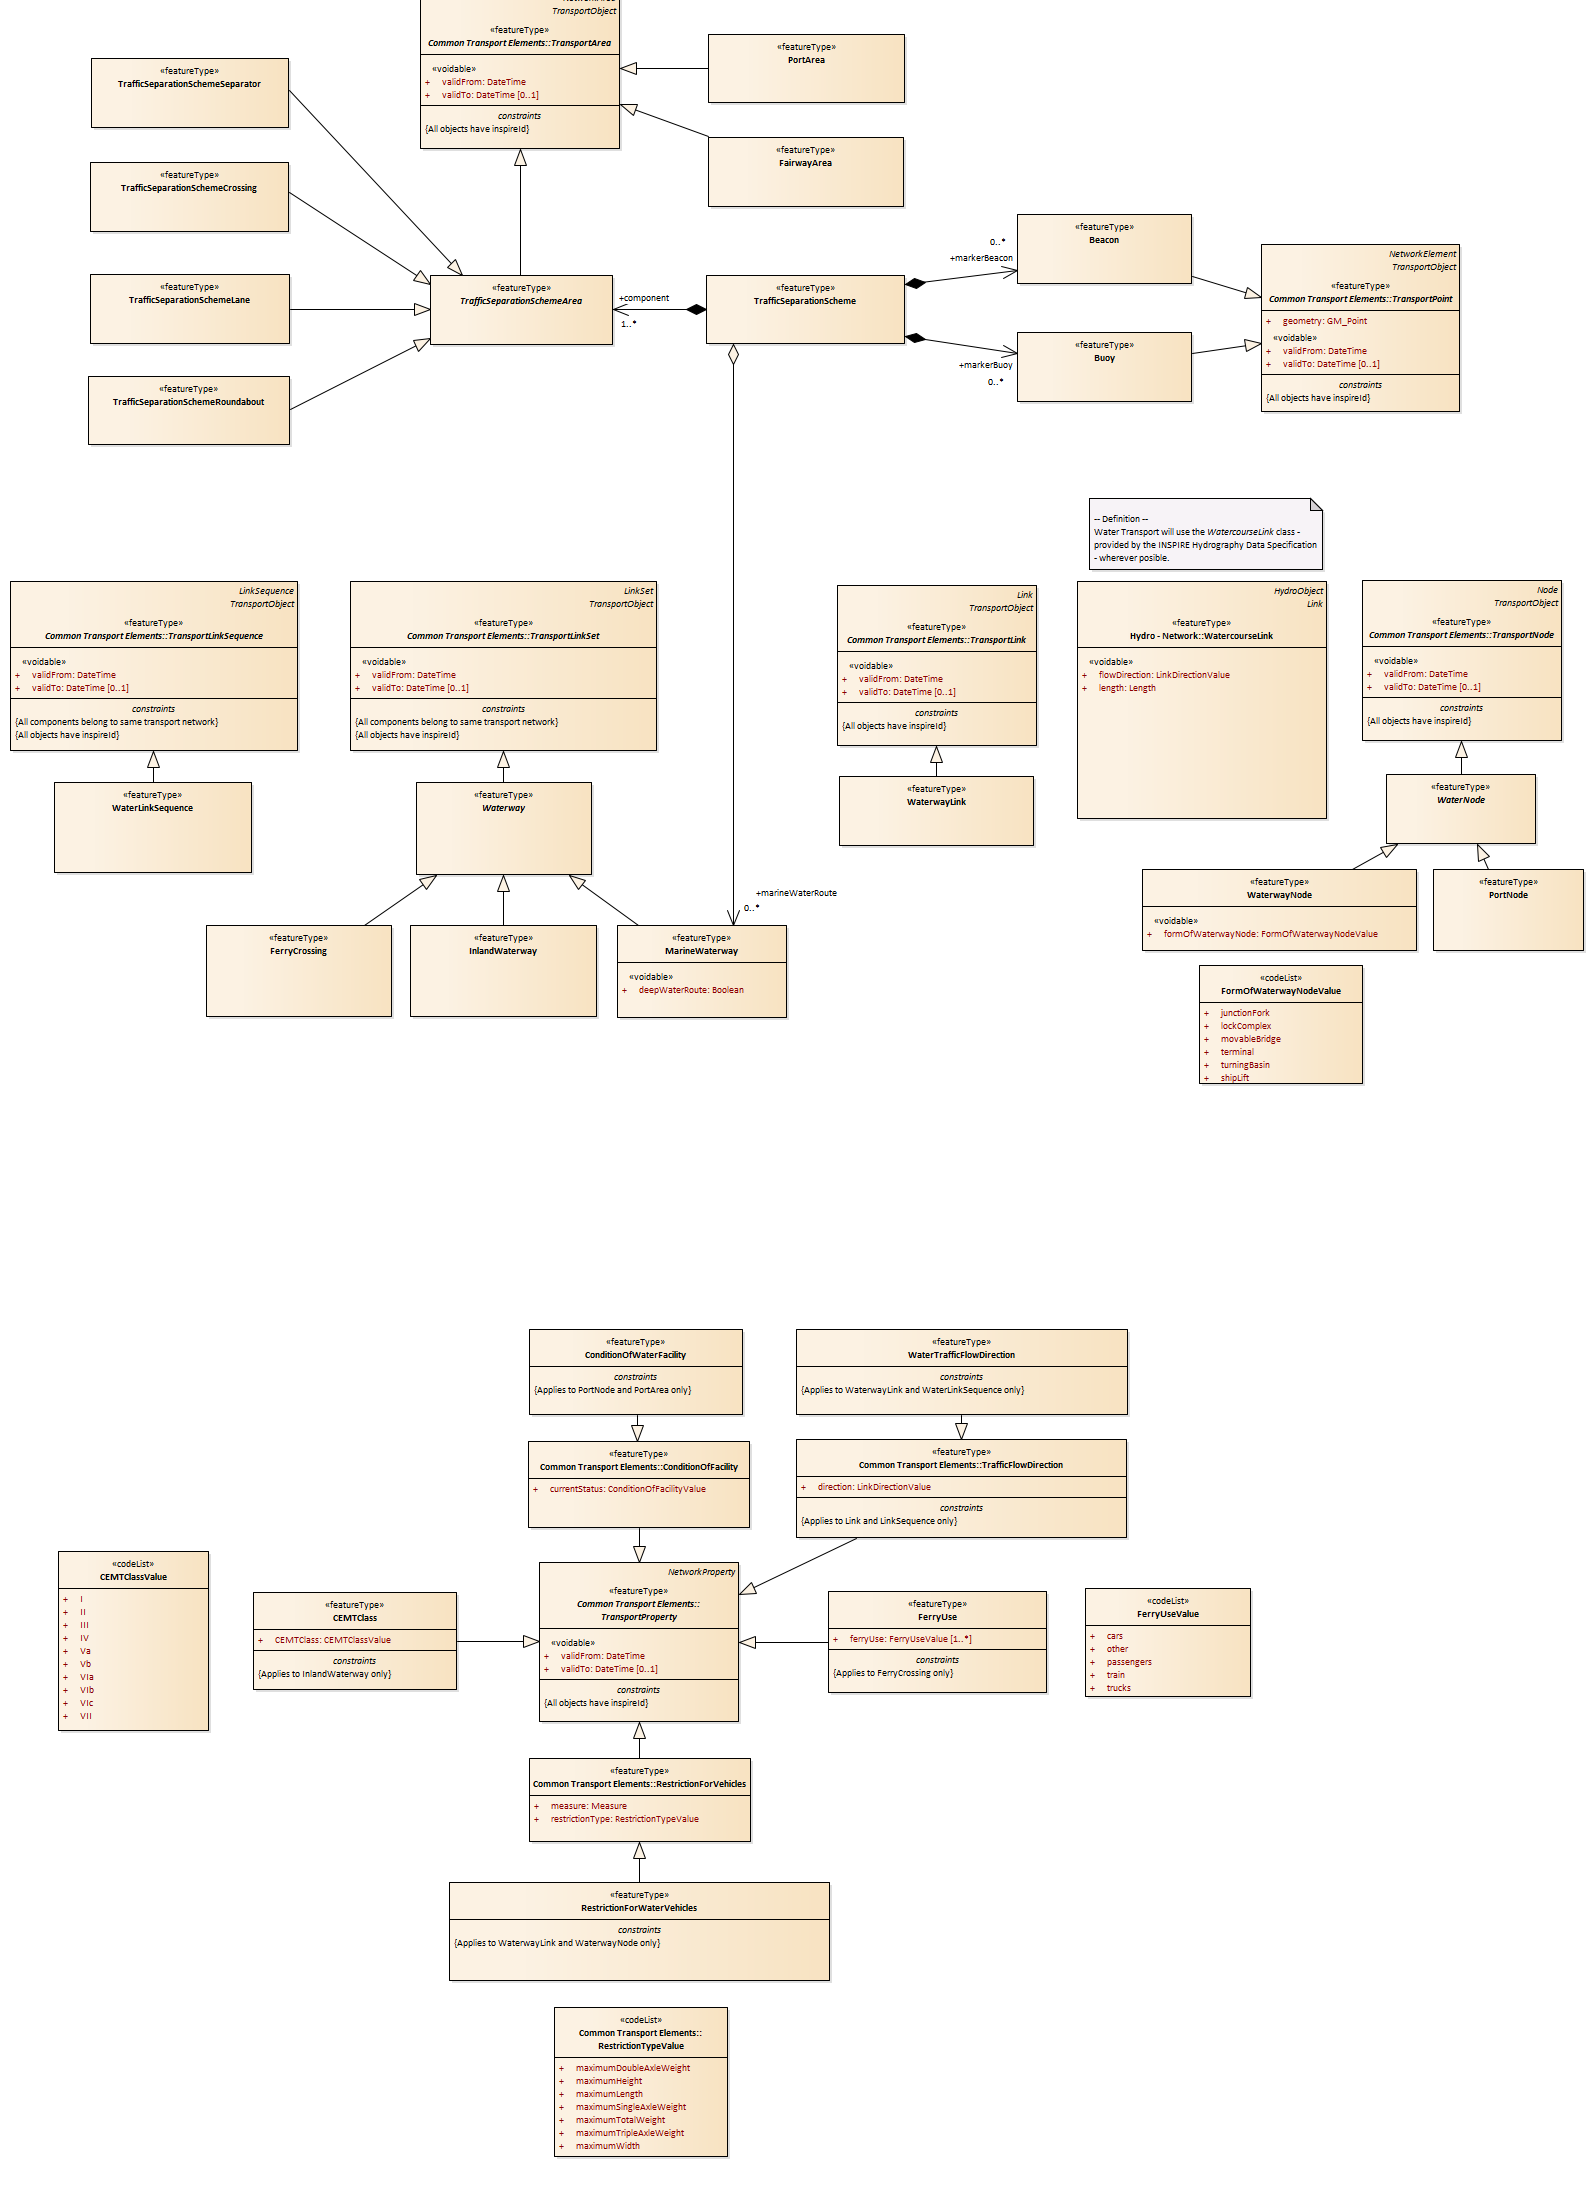 TransportObject
«featureType»
Common Transport Elements::TransportArea
«voidable»
+ validFrom: DateTime
+ validTo: DateTime [0..1]
constraints
{All objects have inspireId}
«featureType»
PortArea
«featureType»
FairwayArea
«featureType»
TrafficSeparationSchemeSeparator
«featureType»
TrafficSeparationSchemeCrossing
«featureType»
TrafficSeparationSchemeLane
«featureType»
TrafficSeparationSchemeRoundabout
«featureType»
TrafficSeparationSchemeArea
+component
1..*
«featureType»
TrafficSeparationScheme
0..*
+markerBeacon
«featureType»
Beacon
+markerBuoy
0..*
«featureType»
Buoy
NetworkElement
TransportObject
«featureType»
Common Transport Elements::TransportPoint
+ geometry: GM_Point
«voidable»
+ validFrom: DateTime
+ validTo: DateTime [0..1]
constraints
{All objects have inspireId}
-- Definition --
Water Transport will use the WatercourseLink class -
provided by the INSPIRE Hydrography Data Specification
- wherever posible.
LinkSequence
TransportObject
«featureType»
Common Transport Elements::TransportLinkSequence
«voidable»
+ validFrom: DateTime
+ validTo: DateTime [0..1]
constraints
{All components belong to same transport network}
{All objects have inspireId}
«featureType»
WaterLinkSequence
LinkSet
TransportObject
«featureType»
Common Transport Elements::TransportLinkSet
«voidable»
+ validFrom: DateTime
+ validTo: DateTime [0..1]
constraints
{All components belong to same transport network}
{All objects have inspireId}
«featureType»
Waterway
«featureType»
FerryCrossing
«featureType»
InlandWaterway
+marineWaterRoute
0..*
«featureType»
MarineWaterway
«voidable»
+ deepWaterRoute: Boolean
Link
TransportObject
«featureType»
Common Transport Elements::TransportLink
«voidable»
+ validFrom: DateTime
+ validTo: DateTime [0..1]
constraints
{All objects have inspireId}
«featureType»
WaterwayLink
HydroObject
Link
«featureType»
Hydro - Network::WatercourseLink
«voidable»
+ flowDirection: LinkDirectionValue
+ length: Length
Node
TransportObject
«featureType»
Common Transport Elements::TransportNode
«voidable»
+ validFrom: DateTime
+ validTo: DateTime [0..1]
constraints
{All objects have inspireId}
«featureType»
WaterNode
«featureType»
WaterwayNode
«voidable»
+ formOfWaterwayNode: FormOfWaterwayNodeValue
«featureType»
PortNode
«codeList»
FormOfWaterwayNodeValue
+ junctionFork
+ lockComplex
+ movableBridge
+ terminal
+ turningBasin
+ shipLift
«featureType»
ConditionOfWaterFacility
constraints
{Applies to PortNode and PortArea only}
«featureType»
WaterTrafficFlowDirection
constraints
{Applies to WaterwayLink and WaterLinkSequence only}
«featureType»
Common Transport Elements::ConditionOfFacility
+ currentStatus: ConditionOfFacilityValue
«featureType»
Common Transport Elements::TrafficFlowDirection
+ direction: LinkDirectionValue
constraints
{Applies to Link and LinkSequence only}
«codeList»
CEMTClassValue
+ I
+ II
+ III
+ IV
+ Va
+ Vb
+ VIa
+ VIb
+ VIc
+ VII
«featureType»
CEMTClass
+ CEMTClass: CEMTClassValue
constraints
{Applies to InlandWaterway only}
NetworkProperty
«featureType»
Common Transport Elements::
TransportProperty
«voidable»
+ validFrom: DateTime
+ validTo: DateTime [0..1]
constraints
{All objects have inspireId}
«featureType»
FerryUse
+ ferryUse: FerryUseValue [1..*]
constraints
{Applies to FerryCrossing only}
«codeList»
FerryUseValue
+ cars
+ other
+ passengers
+ train
+ trucks
«featureType»
Common Transport Elements::RestrictionForVehicles
+ measure: Measure
+ restrictionType: RestrictionTypeValue
«featureType»
RestrictionForWaterVehicles
constraints
{Applies to WaterwayLink and WaterwayNode only}
«codeList»
Common Transport Elements::
RestrictionTypeValue
+ maximumDoubleAxleWeight
+ maximumHeight
+ maximumLength
+ maximumSingleAxleWeight
+ maximumTotalWeight
+ maximumTripleAxleWeight
+ maximumWidth